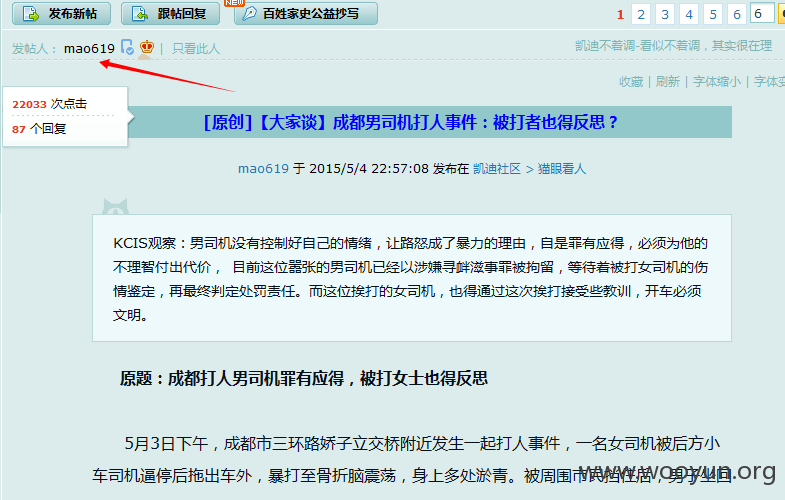 发布新帖 跟帖回复 NEW 百姓家史公益抄写 1 2 3 4 5 6 6
发帖人： mao619 | 只看此人 凯迪不着调-看似不着调，其实很在理
收藏 | 刷新 | 字体缩小 | 字体变
22033 次点击
87 个回复
[原创]【大家谈】成都男司机打人事件：被打者也得反思？
mao619 于 2015/5/4 22:57:08 发布在 凯迪社区 > 猫眼看人
KCIS观察：男司机没有控制好自己的情绪，让路怒成了暴力的理由，自是罪有应得，必须为他的
不理智付出代价， 目前这位嚣张的男司机已经以涉嫌寻衅滋事罪被拘留，等待着被打女司机的伤
情鉴定，再最终判定处罚责任。而这位挨打的女司机，也得通过这次挨打接受些教训，开车必须
文明。
原题：成都打人男司机罪有应得，被打女士也得反思
5月3日下午，成都市三环路娇子立交桥附近发生一起打人事件，一名女司机被后方小
车司机逼停后拖出车外，暴打至骨折脑震荡，身上多处淤青。被周围市民挡住后，男子坐回
www.wooyun.org